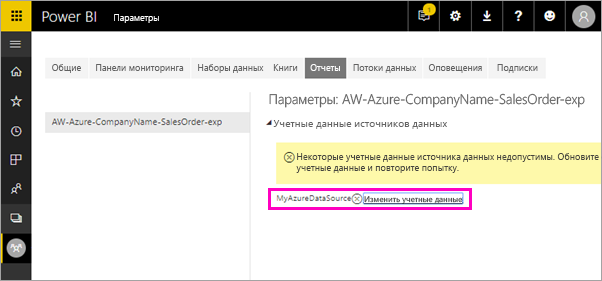 Power BI Параметры 1 ?
Общие Панели мониторинга Наборы данных Книги Отчеты Потоки данных Оповещения Подписки
AW-Azure-CompanyName-SalesOrder-exp
Параметры: AW-Azure-CompanyName-SalesOrder-exp
Учетные данные источников данных
Некоторые учетные данные источника данных недопустимы. Обновите
учетные данные и повторите попытку.
MyAzureDataSource Изменить учетные данные